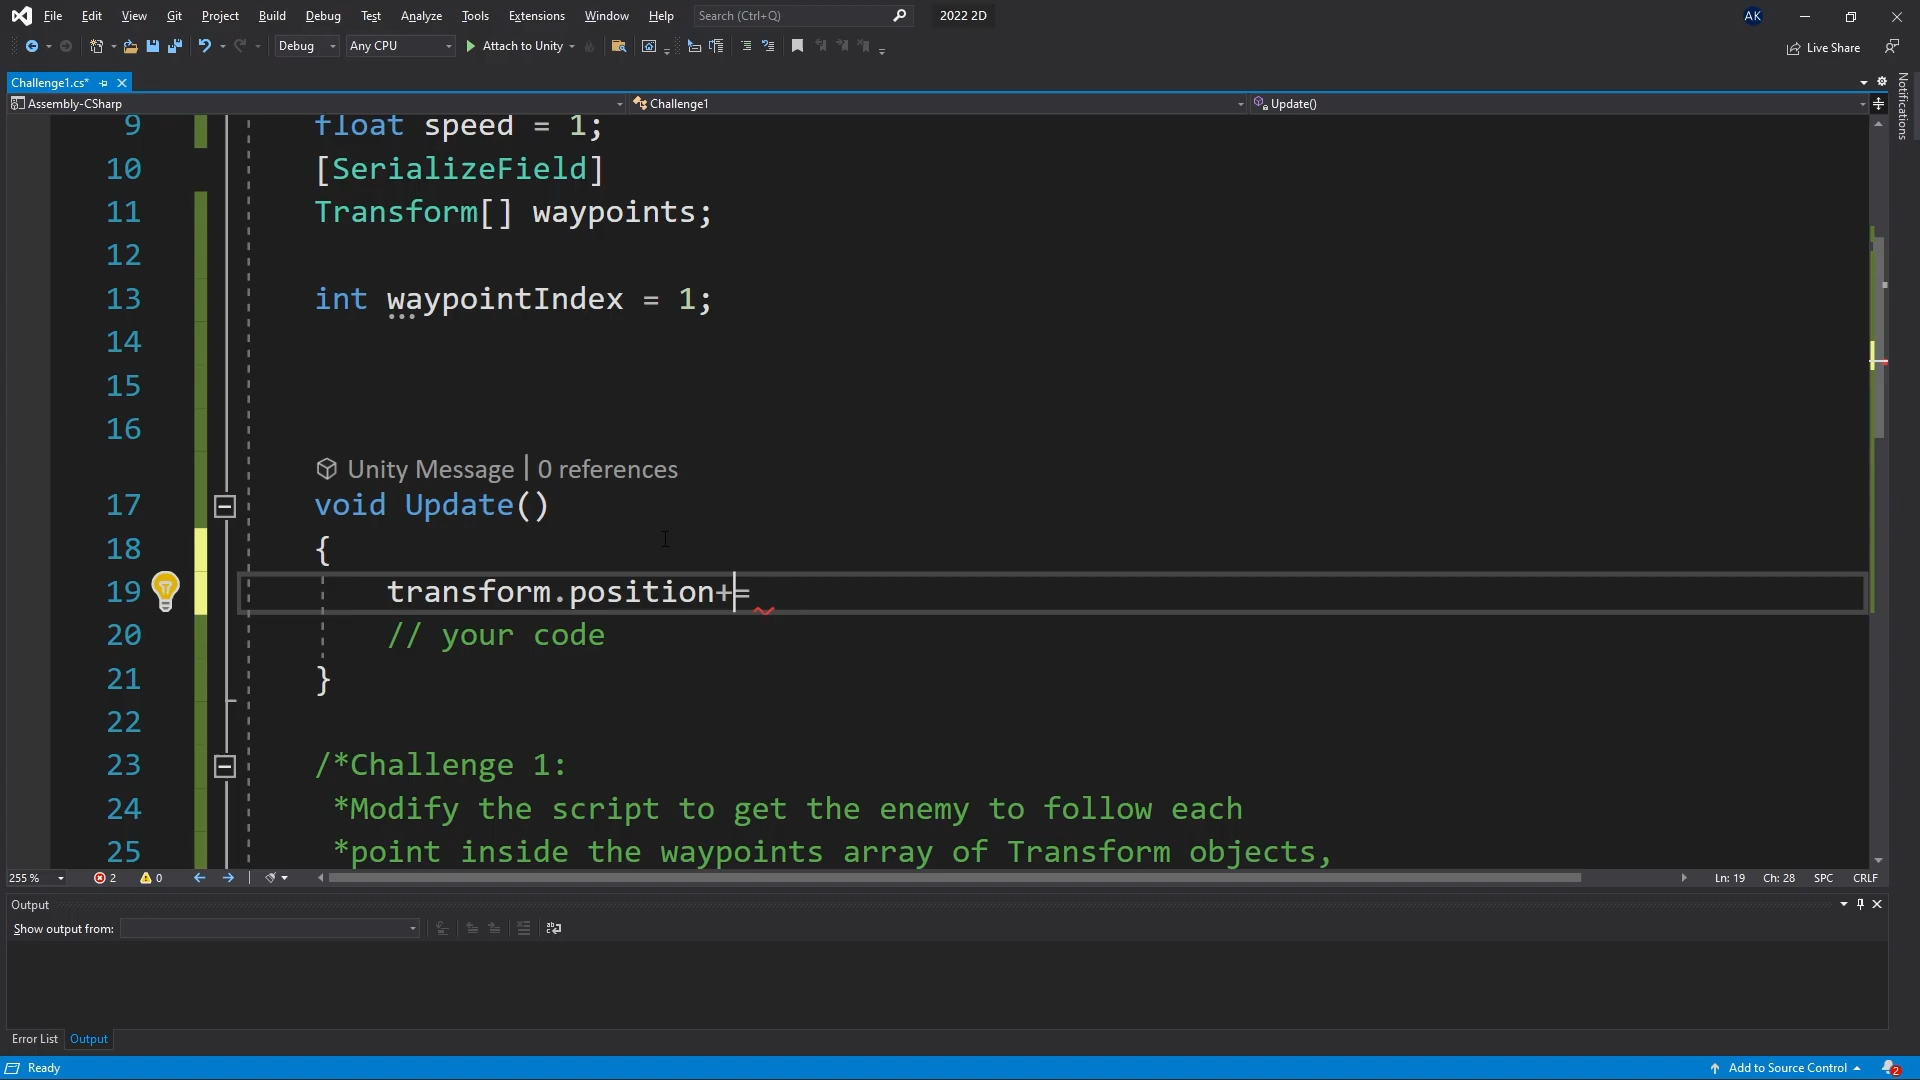 File Edit View Git Project Build Debug Test Analyze Tools Extensions Window Help Search (Ctrl+Q) 2022 2D AK
Debug Any CPU Attach to Unity Live Share
Challenge1.cs*
Assembly-CSharp Challenge1 Update()
Notifications
9 float speed = 1;
10 [SerializeField]
11 Transform[] waypoints;
12
13 int waypointIndex = 1;
14
15
16
Unity Message | 0 references
17 void Update()
18 {
19 transform.position+=
20 // your code
21 }
22
23 /*Challenge 1:
24 *Modify the script to get the enemy to follow each
25 *point inside the waypoints array of Transform objects,
255 % 2 0 Ln: 19 Ch: 28 SPC CRLF
Output
Show output from:
Error List Output
Ready Add to Source Control 2